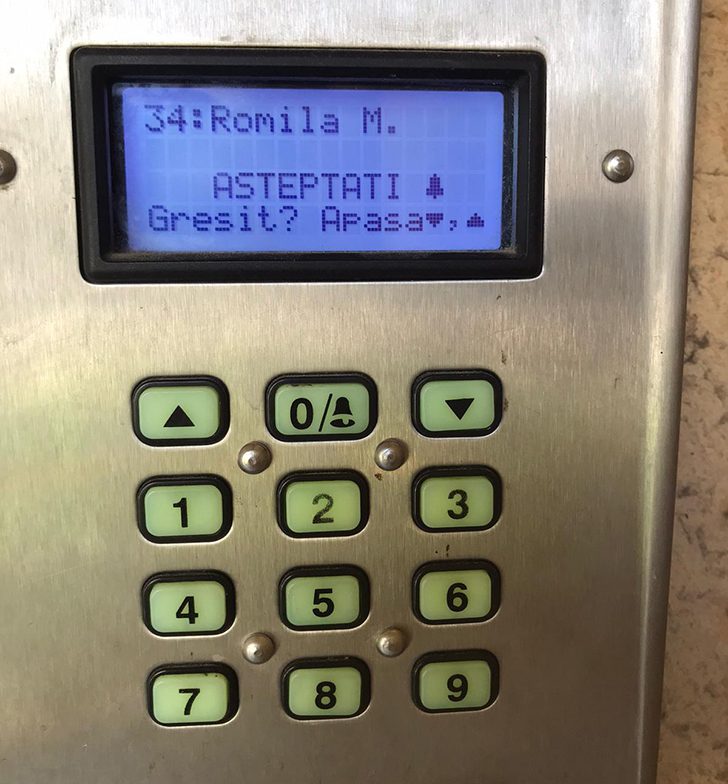 34:Romila M.
ASTEPTATI 🔔
Gresit? Apasa▼,▲
▲ 0/🔔 ▼
1 2 3
4 5 6
7 8 9